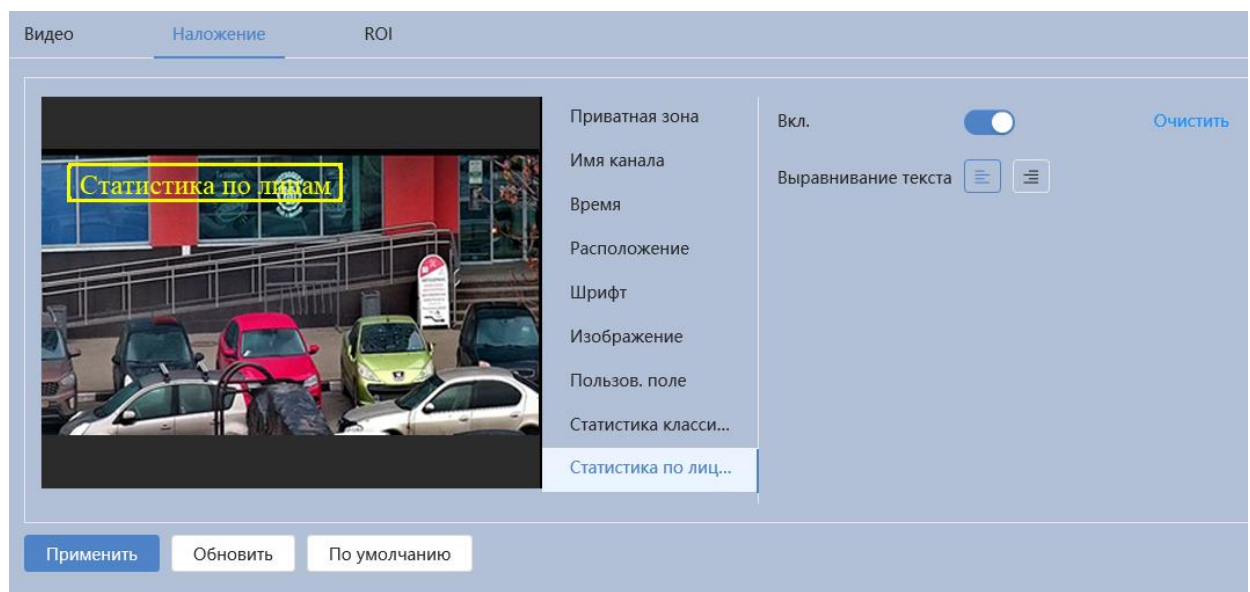 Видео Наложение ROI
Статистика по лицам
Приватная зона
Имя канала
Время
Расположение
Шрифт
Изображение
Пользов. поле
Статистика класси...
Статистика по лиц...
Вкл. Очистить
Выравнивание текста
Применить Обновить По умолчанию